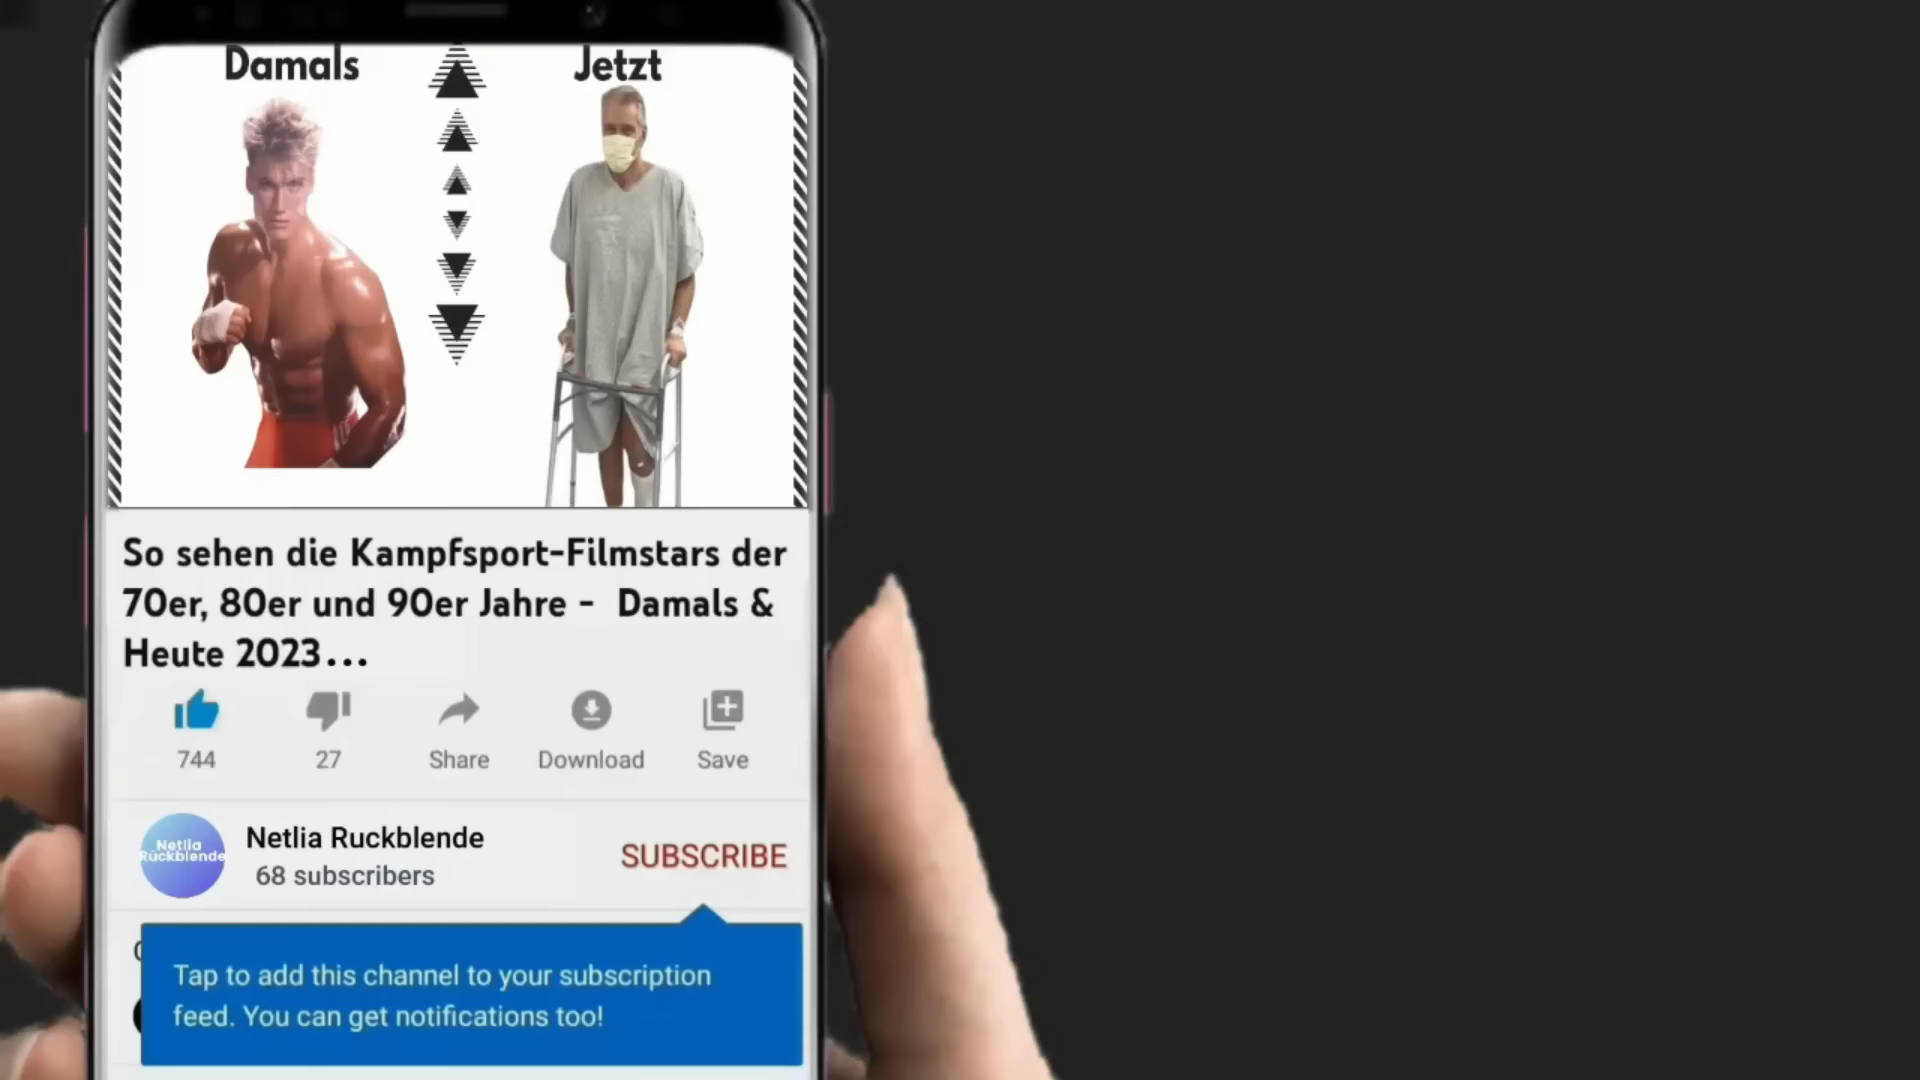 Damals
Jetzt
So sehen die Kampfsport-Filmstars der
70er, 80er und 90er Jahre - Damals &
Heute 2023...
744
27
Share
Download
Save
Netlia
Rückblende
Netlia Ruckblende
68 subscribers
SUBSCRIBE
Tap to add this channel to your subscription
feed. You can get notifications too!